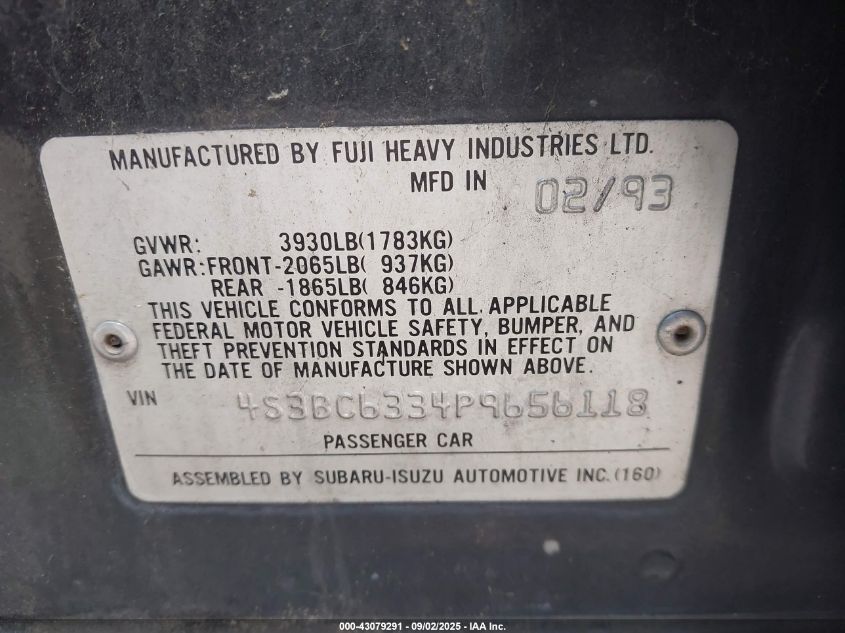 MANUFACTURED BY FUJI HEAVY INDUSTRIES LTD.
MFD IN 02/93
GVWR: 3930LB(1783KG)
GAWR:FRONT-2065LB( 937KG)
REAR -1865LB( 846KG)
THIS VEHICLE CONFORMS TO ALL APPLICABLE
FEDERAL MOTOR VEHICLE SAFETY, BUMPER, AND
THEFT PREVENTION STANDARDS IN EFFECT ON
THE DATE OF MANUFACTURE SHOWN ABOVE.
VIN 4S3BC6334P9656118
PASSENGER CAR
ASSEMBLED BY SUBARU-ISUZU AUTOMOTIVE INC.(160)
000-43079291 - 09/02/2025 - IAA Inc.